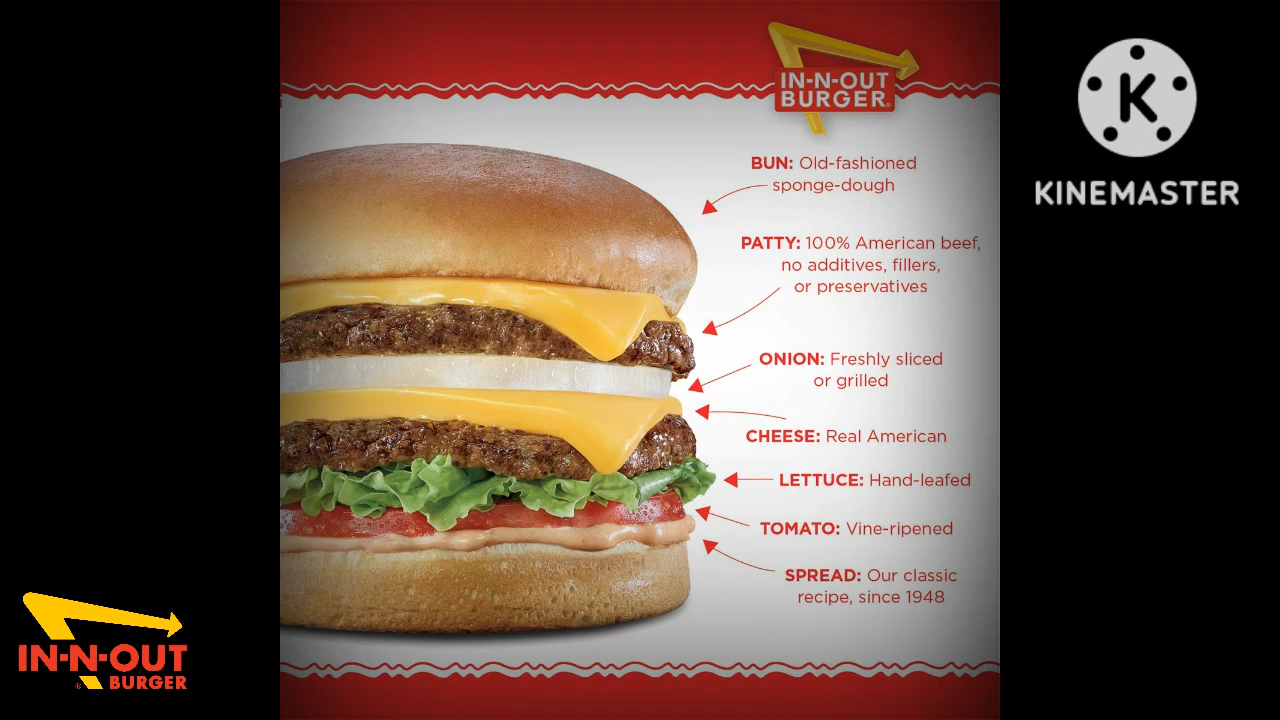 IN-N-OUT
BURGER
K
KINEMASTER
BUN: Old-fashioned
sponge-dough
PATTY: 100% American beef,
no additives, fillers,
or preservatives
ONION: Freshly sliced
or grilled
CHEESE: Real American
LETTUCE: Hand-leafed
TOMATO: Vine-ripened
SPREAD: Our classic
recipe, since 1948
IN-N-OUT
BURGER